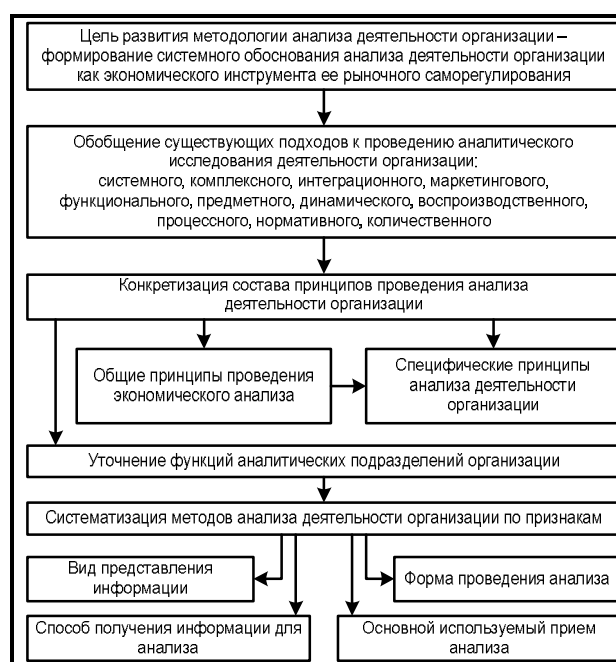 Цель развития методологии анализа деятельности организации –
формирование системного обоснования анализа деятельности организации
как экономического инструмента ее рыночного саморегулирования
Обобщение существующих подходов к проведению аналитического
исследования деятельности организации:
системного, комплексного, интеграционного, маркетингового,
функционального, предметного, динамического, воспроизводственного,
процессного, нормативного, количественного
Конкретизация состава принципов проведения анализа
деятельности организации
Общие принципы проведения
экономического анализа
Специфические принципы
анализа деятельности
организации
Уточнение функций аналитических подразделений организации
Систематизация методов анализа деятельности организации по признакам
Вид представления
информации
Форма проведения анализа
Способ получения информации для
анализа
Основной используемый прием
анализа